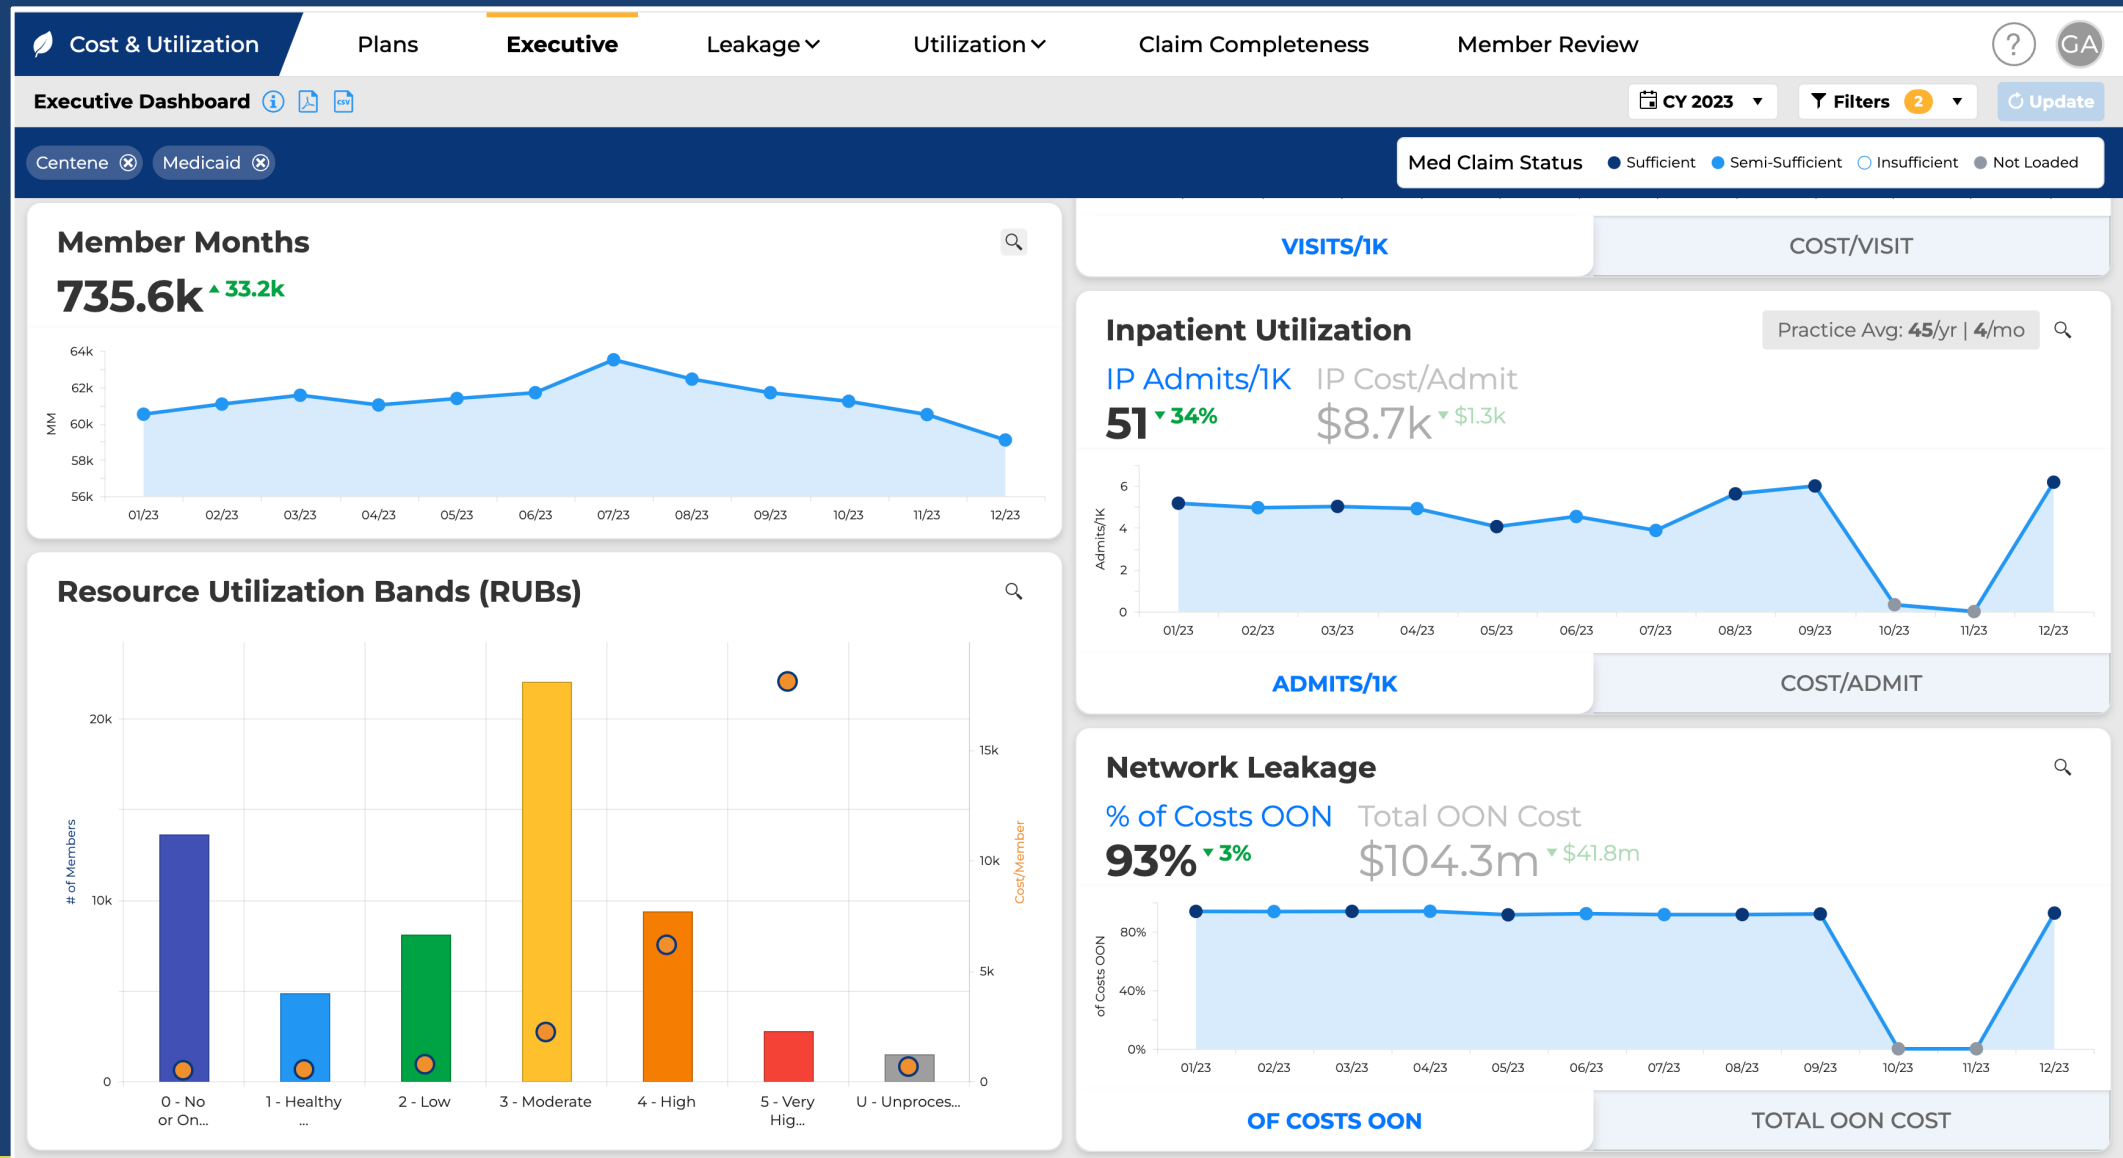 Cost & Utilization
Plans
Executive
Leakage
Utilization
Claim Completeness
Member Review
?
GA
Executive Dashboard
i
CSV
CY 2023
Filters 2
Update
Centene
Medicaid
Med Claim Status
Sufficient
Semi-Sufficient
Insufficient
Not Loaded
Member Months
735.6k 33.2k
64k
62k
60k
58k
56k
MM
01/23 02/23 03/23 04/23 05/23 06/23 07/23 08/23 09/23 10/23 11/23 12/23
Resource Utilization Bands (RUBs)
20k
10k
0
# of Members
15k
10k
5k
0
Cost/Member
0 - No
or On...
1 - Healthy
...
2 - Low
3 - Moderate
4 - High
5 - Very
Hig...
U - Unproces...
VISITS/1K
COST/VISIT
Inpatient Utilization
Practice Avg: 45/yr | 4/mo
IP Admits/1K IP Cost/Admit
51 34% $8.7k $1.3k
6
4
2
0
Admits/1K
01/23 02/23 03/23 04/23 05/23 06/23 07/23 08/23 09/23 10/23 11/23 12/23
ADMITS/1K
COST/ADMIT
Network Leakage
% of Costs OON Total OON Cost
93% 3% $104.3m $41.8m
80%
40%
0%
of Costs OON
01/23 02/23 03/23 04/23 05/23 06/23 07/23 08/23 09/23 10/23 11/23 12/23
OF COSTS OON
TOTAL OON COST